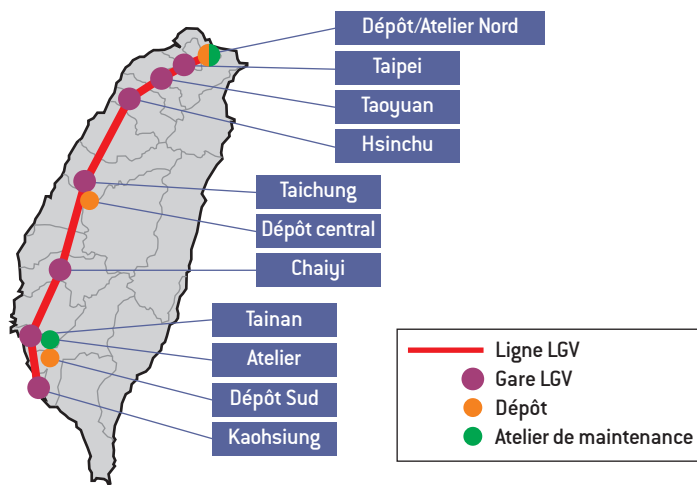 Dépôt/Atelier Nord
Taipei
Taoyuan
Hsinchu
Taichung
Dépôt central
Chaiyi
Tainan
Atelier
Dépôt Sud
Kaohsiung
Ligne LGV
Gare LGV
Dépôt
Atelier de maintenance